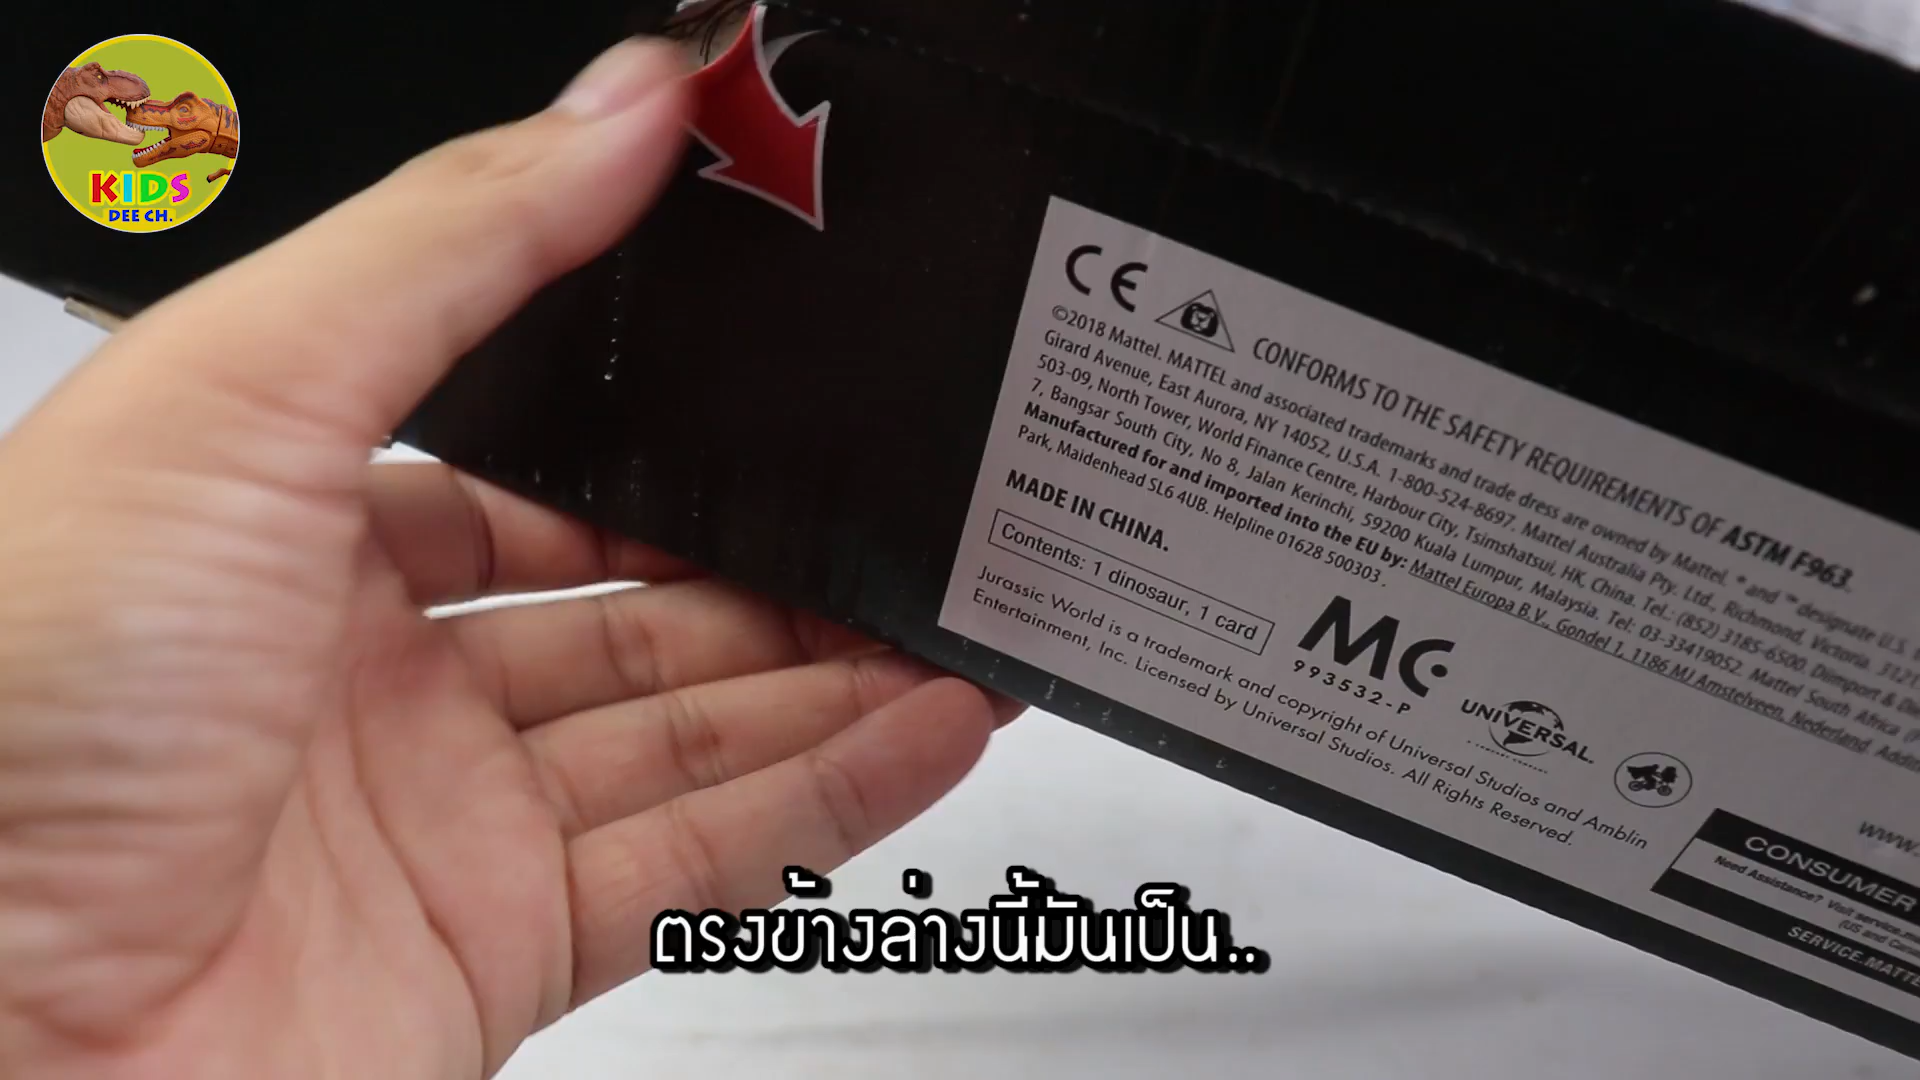 KIDS
DEE CH.
CE
CONFORMS TO THE SAFETY REQUIREMENTS OF ASTM F963.
©2018 Mattel. MATTEL and associated trademarks and trade dress are owned by Mattel. ® and ™ designate U.S.
Girard Avenue, East Aurora, NY 14052, U.S.A. 1-800-524-8697. Mattel Australia Pty. Ltd., Richmond, Victoria. 3121
503-09, North Tower, World Finance Centre, Harbour City, Tsimshatsui, HK, China. Tel.: (852) 3185-6500. Diimport &
7, Bangsar South City, No 8, Jalan Kerinchi, 59200 Kuala Lumpur, Malaysia. Tel: 03-33419052. Mattel South Africa
Manufactured for and imported into the EU by: Mattel Europa B.V., Gondel 1, 1186 MJ Amstelveen, Nederland.
Park, Maidenhead SL6 4UB. Helpline 01628 500303.
MADE IN CHINA.
Contents: 1 dinosaur, 1 card
MC
993532-P
UNIVERSAL
Jurassic World is a trademark and copyright of Universal Studios and Amblin
Entertainment, Inc. Licensed by Universal Studios. All Rights Reserved.
www.
CONSUMER
Need Assistance? Visit
(US and
SERVICE.MATTE
ตรงข้างล่างนี้มันเป็น..